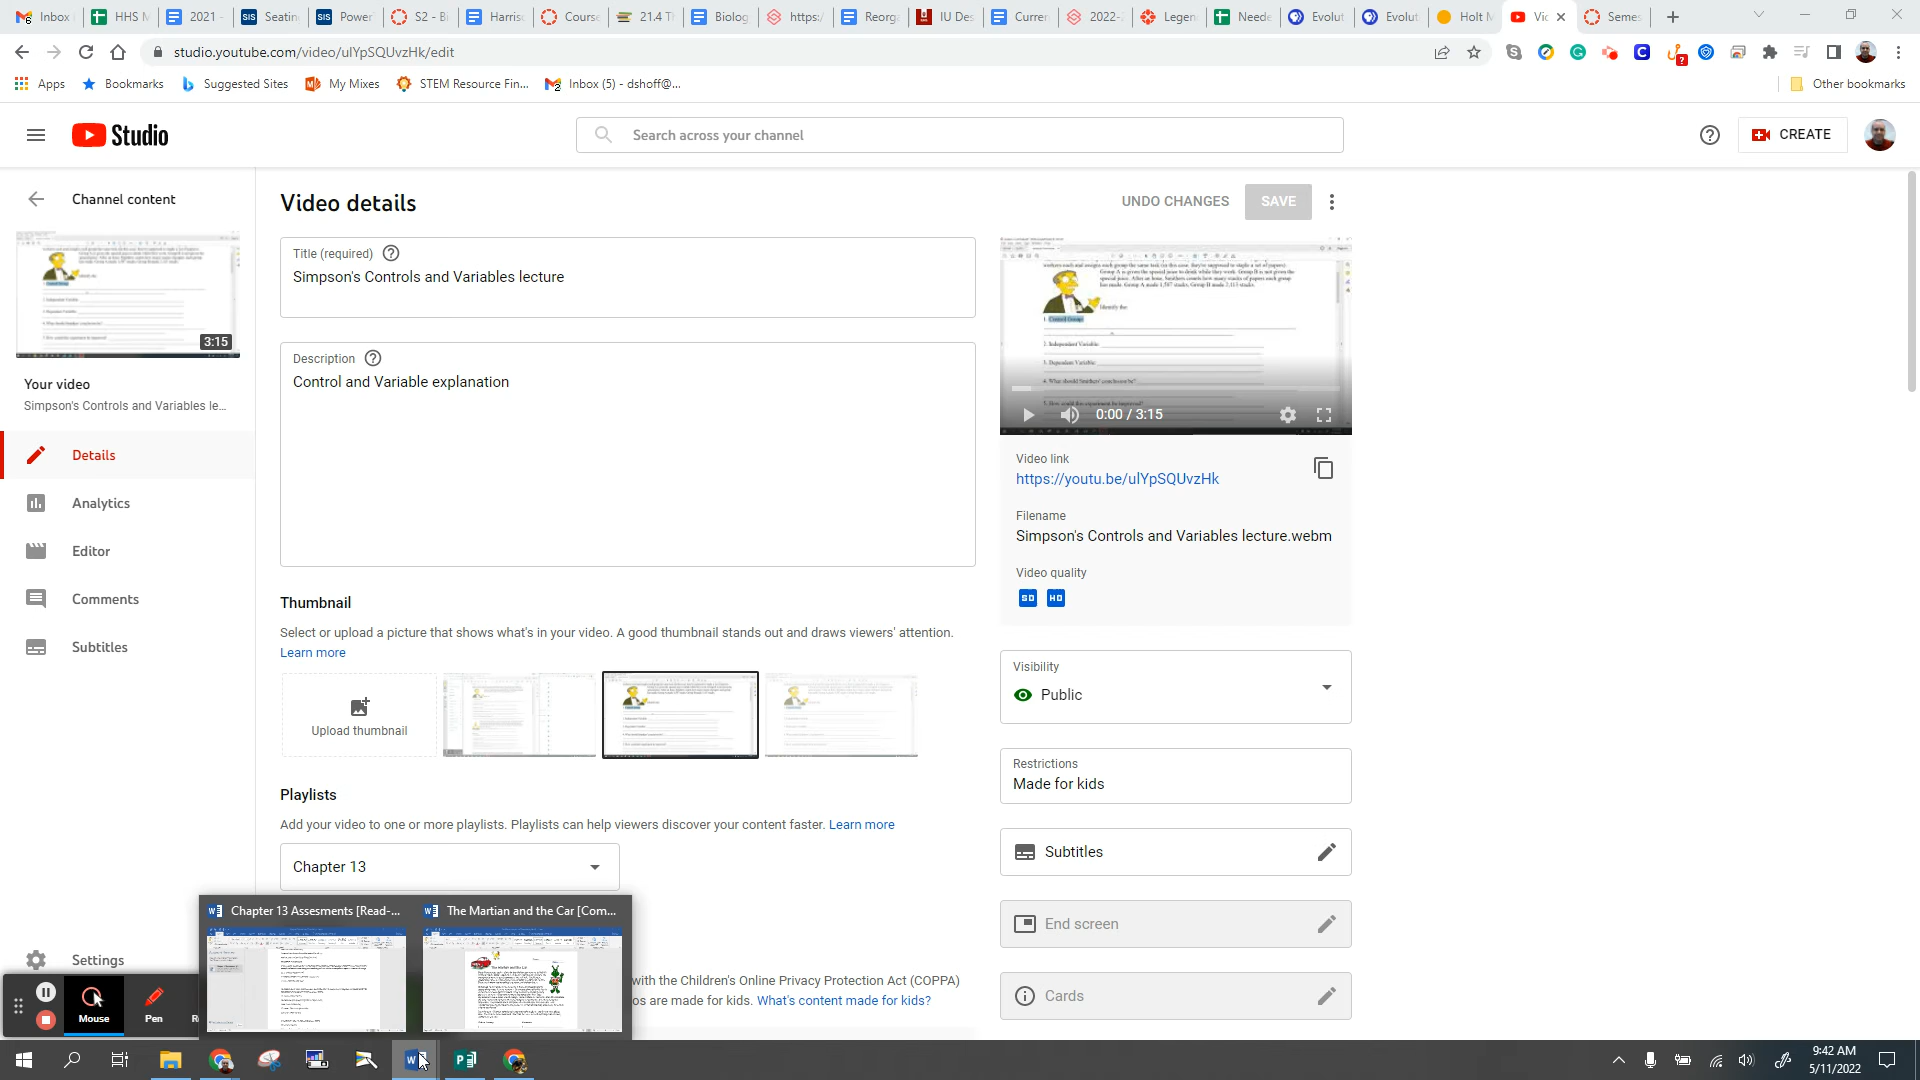 Inbox
HHS M
2021 -
Seatin
Power
S2 - B
Harris
Course
21.4 T
Biolog
https:/
Reorg
IU Des
Currer
2022-
Legen
Neede
Evolut
Evolut
Holt M
Vic
Semes
studio.youtube.com/video/ulYpSQUvzHk/edit
Apps
Bookmarks
Suggested Sites
My Mixes
STEM Resource Fin...
Inbox (5) - dshoff@...
Other bookmarks
Studio
Search across your channel
CREATE
Channel content
3:15
Your video
Simpson's Controls and Variables le...
Details
Analytics
Editor
Comments
Subtitles
Settings
Video details
UNDO CHANGES
SAVE
Title (required)
Simpson's Controls and Variables lecture
Description
Control and Variable explanation
Thumbnail
Select or upload a picture that shows what's in your video. A good thumbnail stands out and draws viewers' attention.
Learn more
Upload thumbnail
Playlists
Add your video to one or more playlists. Playlists can help viewers discover your content faster. Learn more
Chapter 13
with the Children's Online Privacy Protection Act (COPPA)
os are made for kids. What's content made for kids?
0:00 / 3:15
Video link
https://youtu.be/ulYpSQUvzHk
Filename
Simpson's Controls and Variables lecture.webm
Video quality
SD HD
Visibility
Public
Restrictions
Made for kids
Subtitles
End screen
Cards
Chapter 13 Assesments [Read-...
The Martian and the Car [Com...
Mouse
Pen
9:42 AM
5/11/2022